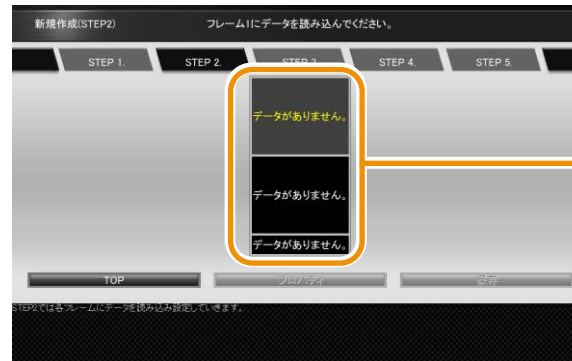 新規作成(STEP2)
フレーム1にデータを読み込んでください。
STEP 1.
STEP 2.
STEP 3.
STEP 4.
STEP 5.
データがありません。
データがありません。
データがありません。
TOP
プロパティ
保存
STEP2では各フレームにデータを読み込み設定していきます。